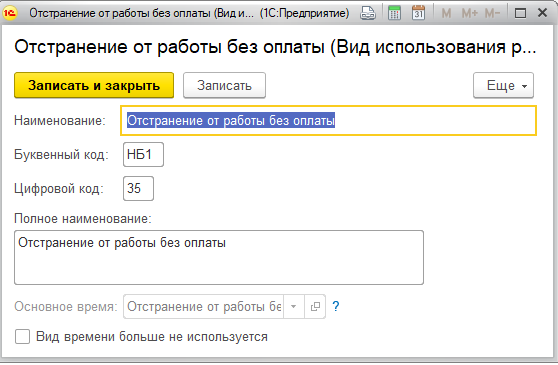 Отстранение от работы без оплаты (Вид и... (1С:Предприятие) 31 M M+ M-
Отстранение от работы без оплаты (Вид использования р...
Записать и закрыть Записать Еще
Наименование: Отстранение от работы без оплаты
Буквенный код: НБ1
Цифровой код: 35
Полное наименование:
Отстранение от работы без оплаты
Основное время: Отстранение от работы бе ?
Вид времени больше не используется